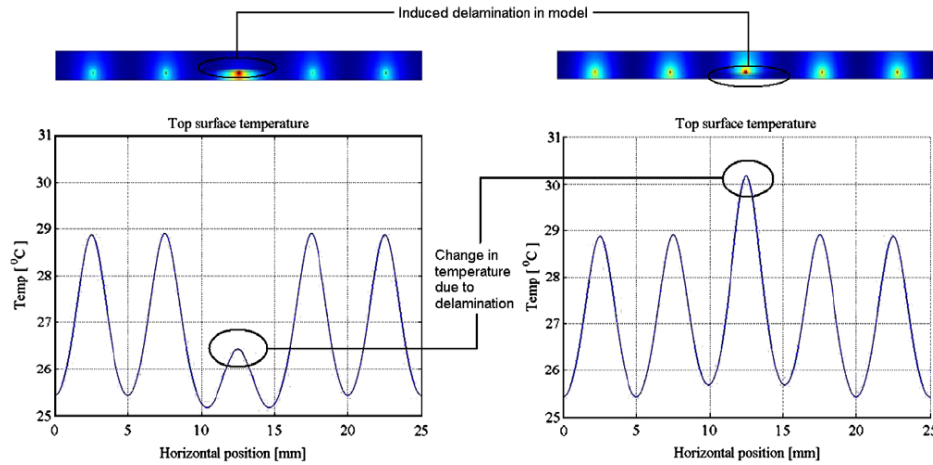 Induced delamination in model
Top surface temperature
31
30
29
28
27
26
25
Temp [ ⁰C]
0
5
10
15
20
25
Horizontal position [mm]
Change in
temperature
due to
delamination
Top surface temperature
31
30
29
28
27
26
25
Temp [ ⁰C]
0
5
10
15
20
25
Horizontal position [mm]